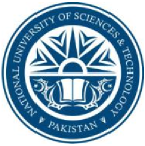 NATIONAL UNIVERSITY OF SCIENCES & TECHNOLOGY
PAKISTAN